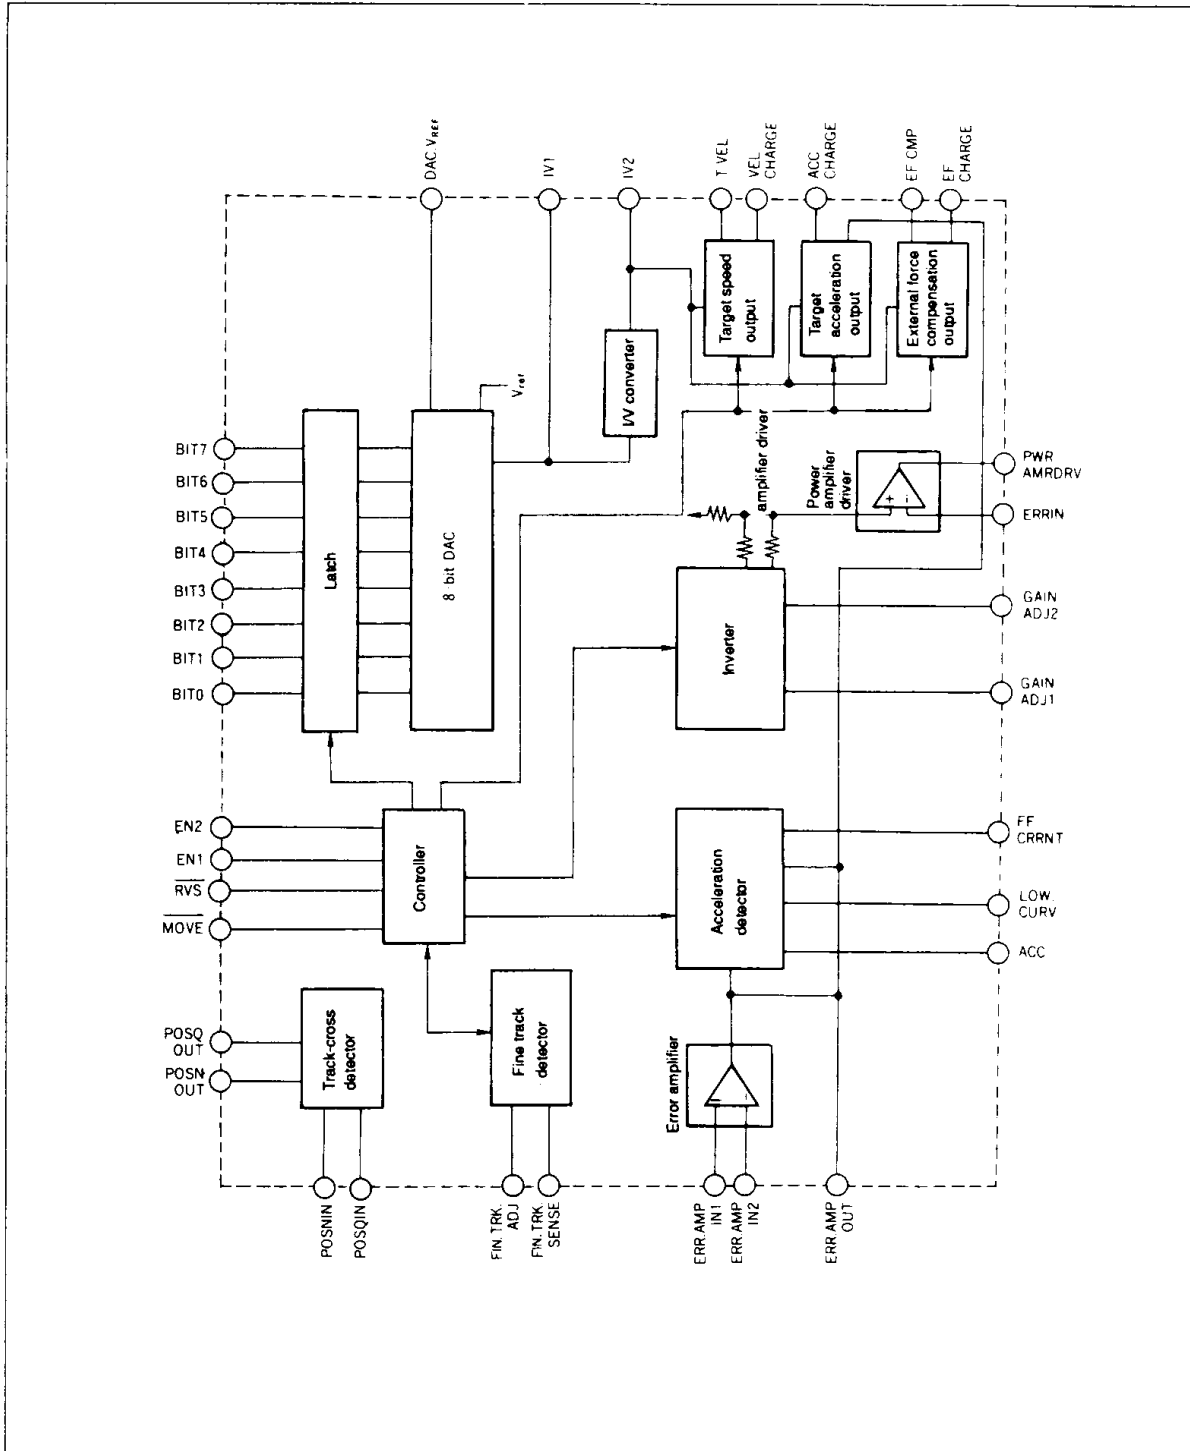 DAC.VREF
IV1
IV2
T VEL
VEL
CHARGE
ACC
CHARGE
EF CMP
EF
CHARGE
BIT7
BIT6
BIT5
BIT4
BIT3
BIT2
BIT1
BIT0
Latch
8 bit DAC
Vref
I/V converter
Target speed
output
Target
acceleration
output
External force
compensation
output
amplifier driver
Power
amplifier
driver
+
-
PWR
AMRDRV
ERRIN
Inverter
GAIN
ADJ2
GAIN
ADJ1
EN2
EN1
RVS
MOVE
Controller
Acceleration
detector
FF
CRRNT
LOW.
CURV
ACC
POSQ
OUT
POSN
OUT
Track-cross
detector
Fine track
detector
Error amplifier
POSNIN
POSQIN
FIN. TRK.
ADJ
FIN. TRK.
SENSE
ERR.AMP
IN1
ERR.AMP
IN2
ERR.AMP
OUT